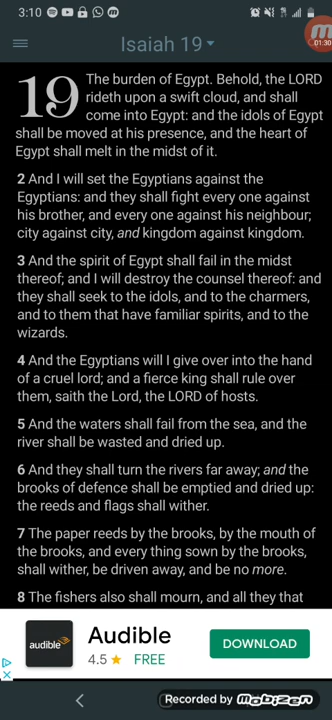 3:10
01:30
Isaiah 19
19 The burden of Egypt. Behold, the LORD
rideth upon a swift cloud, and shall
come into Egypt: and the idols of Egypt
shall be moved at his presence, and the heart of
Egypt shall melt in the midst of it.
2 And I will set the Egyptians against the
Egyptians: and they shall fight every one against
his brother, and every one against his neighbour;
city against city, and kingdom against kingdom.
3 And the spirit of Egypt shall fail in the midst
thereof; and I will destroy the counsel thereof: and
they shall seek to the idols, and to the charmers,
and to them that have familiar spirits, and to the
wizards.
4 And the Egyptians will I give over into the hand
of a cruel lord; and a fierce king shall rule over
them, saith the Lord, the LORD of hosts.
5 And the waters shall fail from the sea, and the
river shall be wasted and dried up.
6 And they shall turn the rivers far away; and the
brooks of defence shall be emptied and dried up:
the reeds and flags shall wither.
7 The paper reeds by the brooks, by the mouth of
the brooks, and every thing sown by the brooks,
shall wither, be driven away, and be no more.
8 The fishers also shall mourn, and all they that
audible
Audible
4.5 ★ FREE
DOWNLOAD
Recorded by mobizen